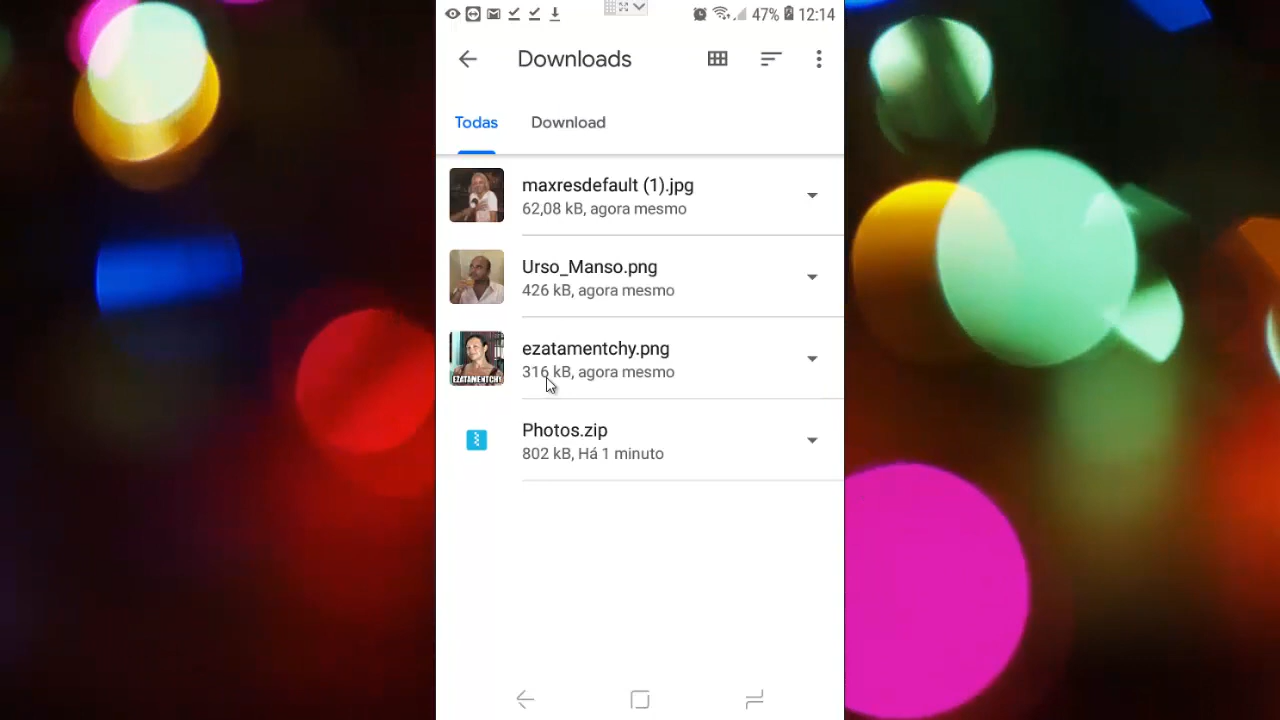 47% 12:14
Downloads
Todas Download
maxresdefault (1).jpg
62,08 kB, agora mesmo
Urso_Manso.png
426 kB, agora mesmo
EZATAMENTCHY
ezatamentchy.png
316 kB, agora mesmo
Photos.zip
802 kB, Há 1 minuto